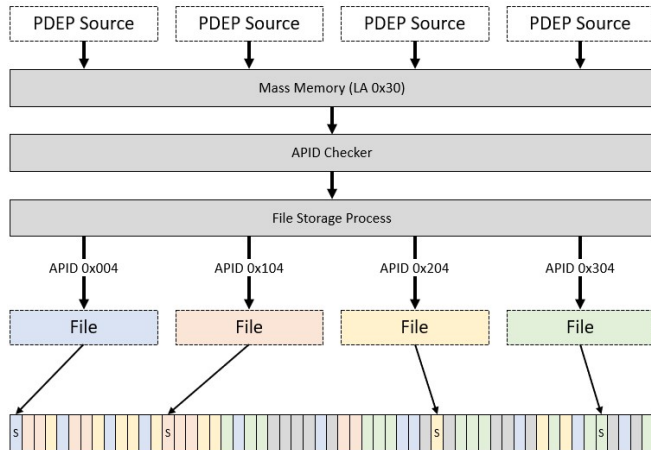 PDEP Source PDEP Source PDEP Source PDEP Source
Mass Memory (LA 0x30)
APID Checker
File Storage Process
APID 0x004 APID 0x104 APID 0x204 APID 0x304
File File File File
S S S S